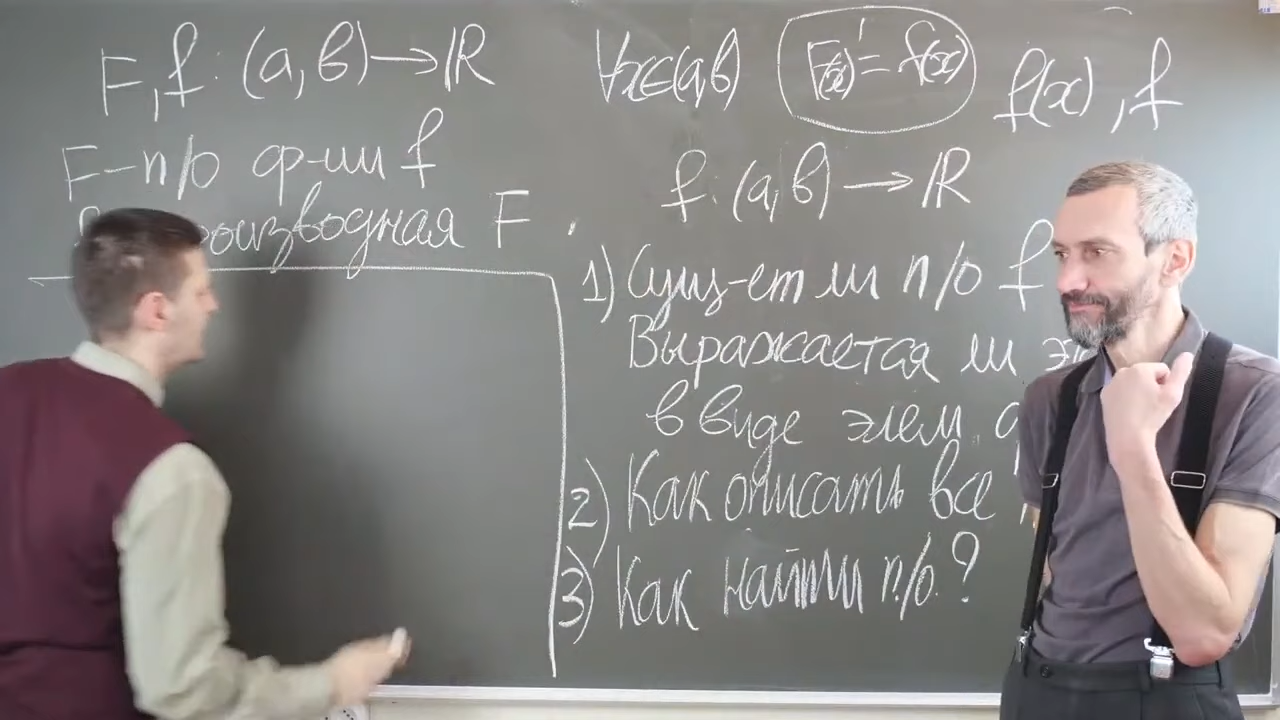 F, f : (a, b) → ℝ
F – п/о ф-ии f
производная F.
∀x∈(a, b) F(x)' = f(x) f(x), f
f : (a, b) → ℝ
1) Сущ-ет ли п/о f
Выражается ли
в виде элем.
2) Как описать все
3) Как найти п/о?